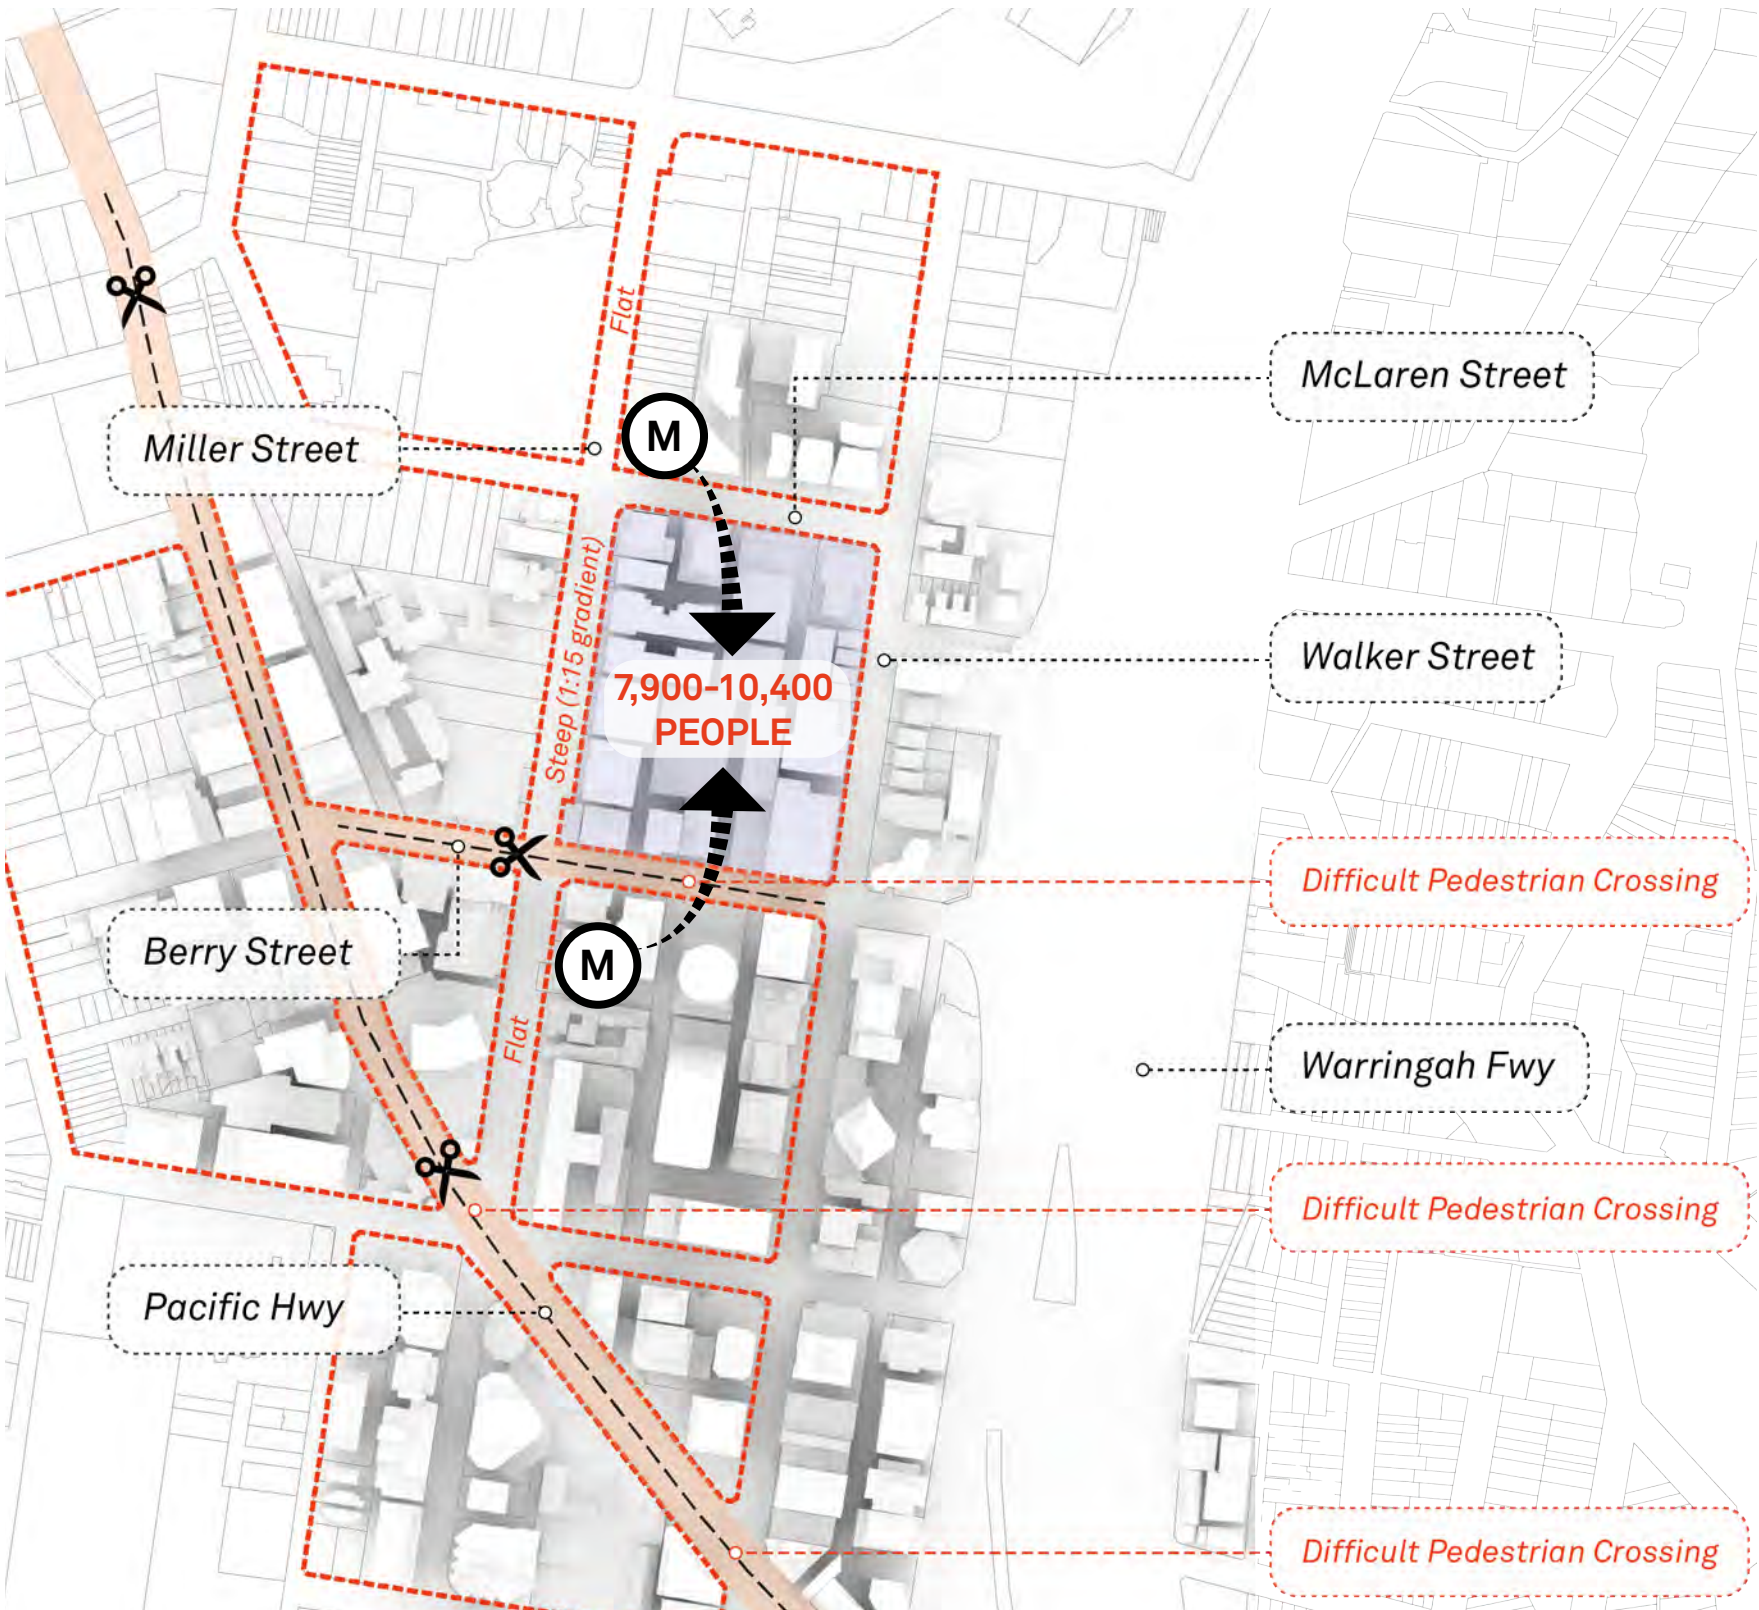 Flat
McLaren Street
M
Miller Street
Steep (1:15 gradient)
Walker Street
7,900-10,400
PEOPLE
Difficult Pedestrian Crossing
Berry Street
M
Flat
Warringah Fwy
Difficult Pedestrian Crossing
Pacific Hwy
Difficult Pedestrian Crossing